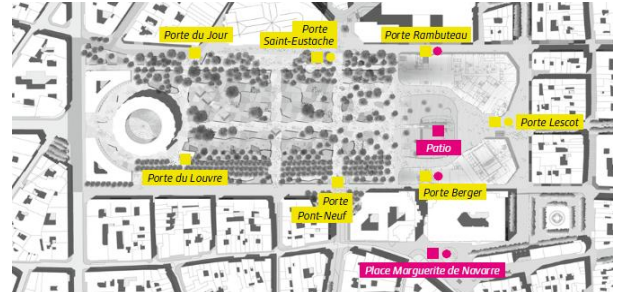 Porte du Jour
Porte
Saint-Eustache
Porte Rambuteau
Porte Lescot
Patio
Porte du Louvre
Porte Berger
Porte
Pont-Neuf
Place Marguerite de Navarre